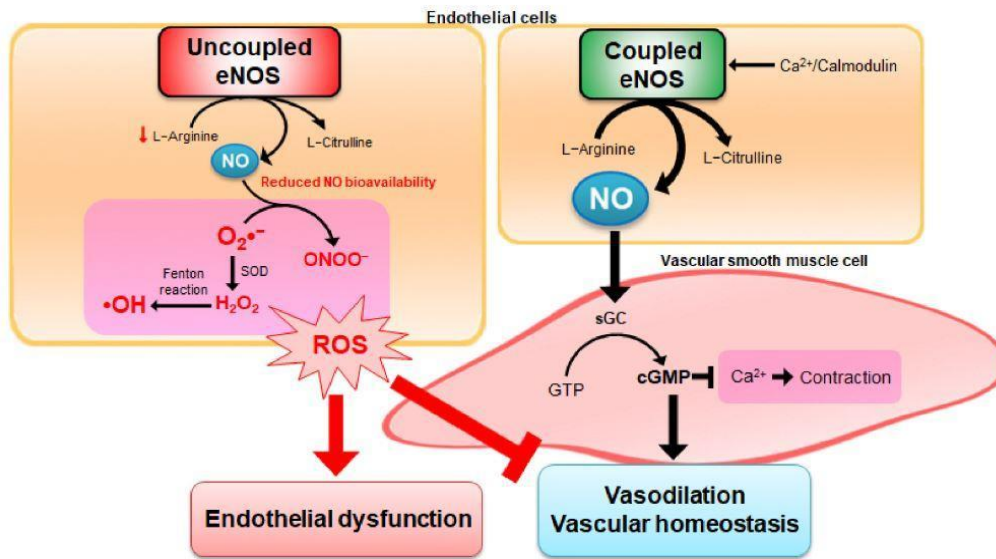 Endothelial cells
Uncoupled
eNOS
↓ L−Arginine
L−Citrulline
NO
Reduced NO bioavailability
O₂•⁻
ONOO⁻
SOD
Fenton
reaction
•OH
H₂O₂
ROS
Endothelial dysfunction
Coupled
eNOS
Ca²⁺/Calmodulin
L−Arginine
L−Citrulline
NO
Vascular smooth muscle cell
sGC
GTP
cGMP
Ca²⁺ → Contraction
Vasodilation
Vascular homeostasis